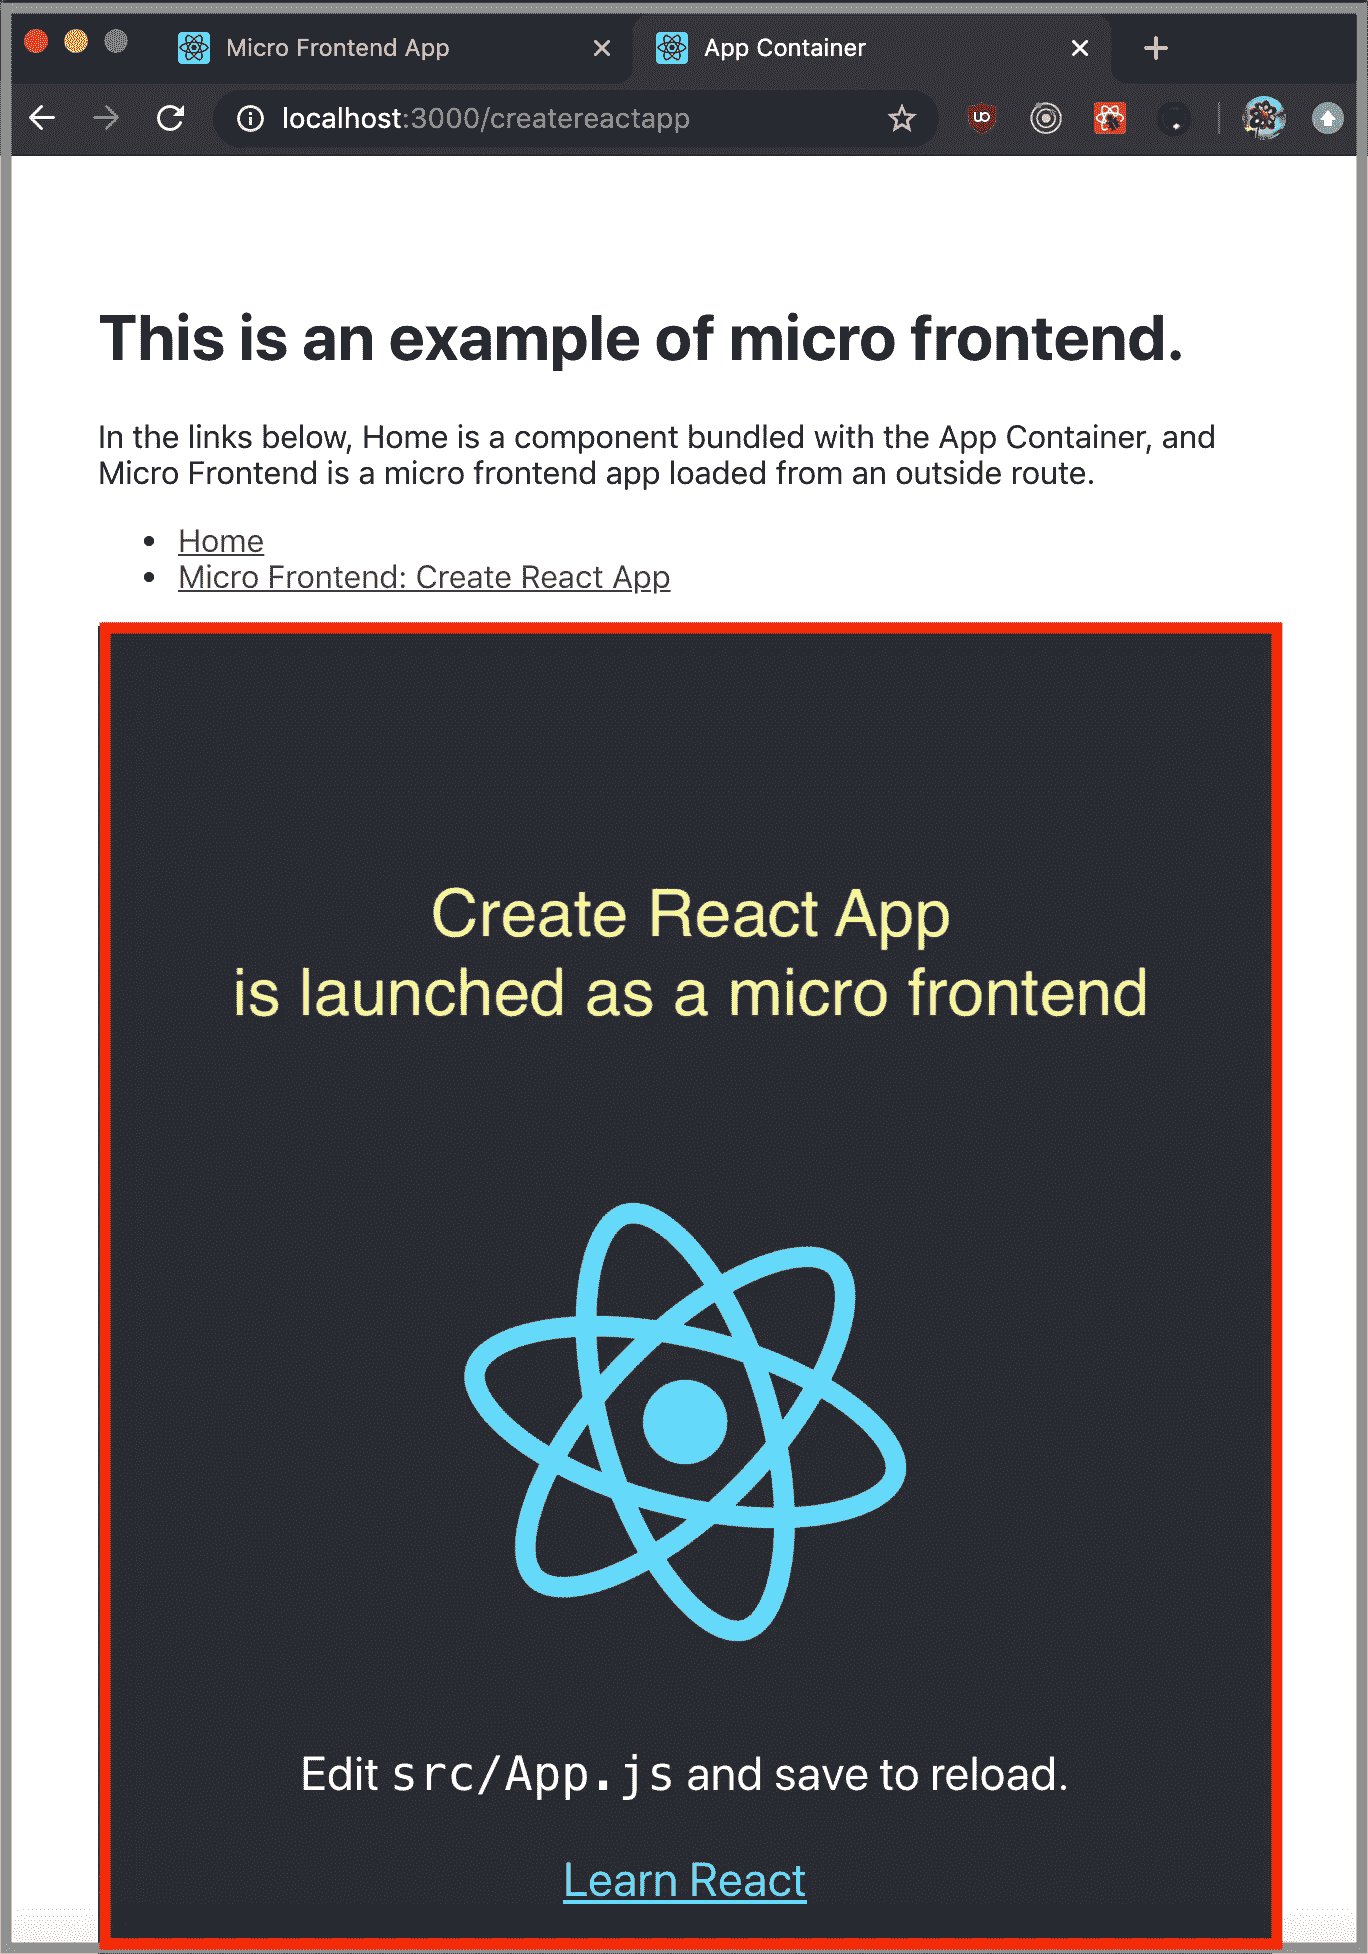 Micro Frontend App
App Container
localhost:3000/createreactapp
This is an example of micro frontend.
In the links below, Home is a component bundled with the App Container, and
Micro Frontend is a micro frontend app loaded from an outside route.
• Home
• Micro Frontend: Create React App
Create React App
is launched as a micro frontend
Edit src/App.js and save to reload.
Learn React